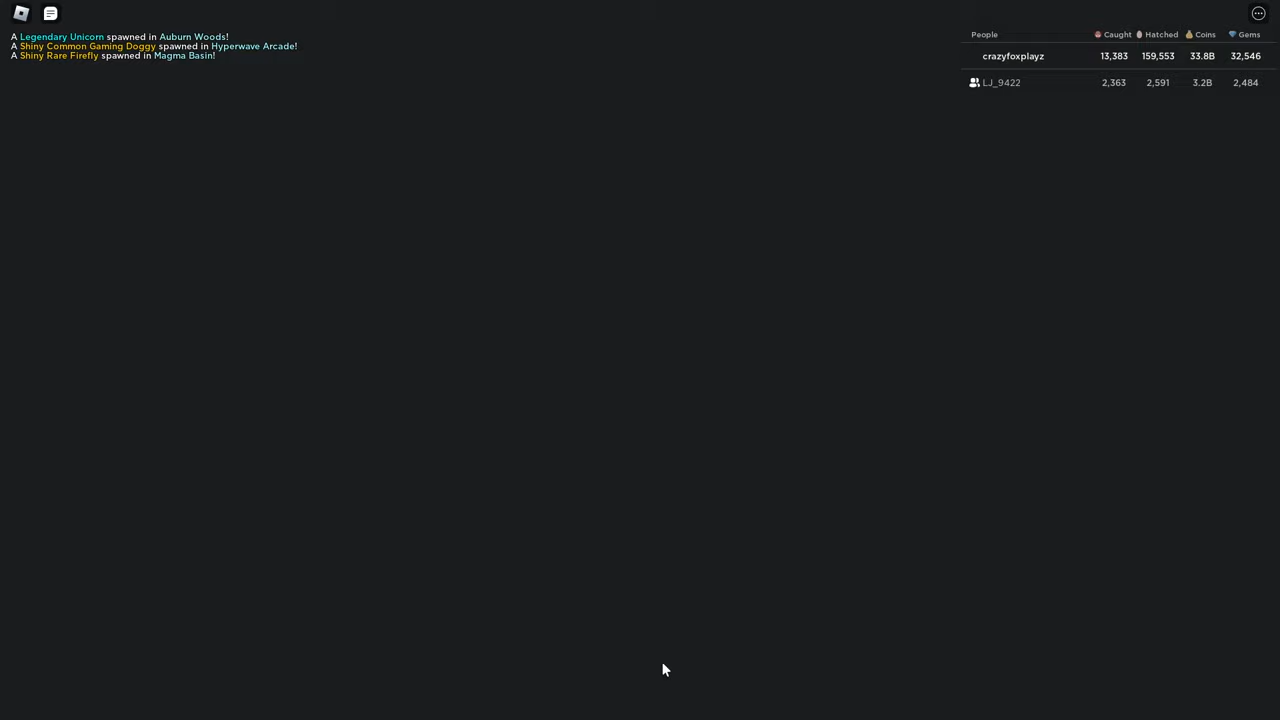 A Legendary Unicorn spawned in Auburn Woods!
A Shiny Common Gaming Doggy spawned in Hyperwave Arcade!
A Shiny Rare Firefly spawned in Magma Basin!
People Caught Hatched Coins Gems
crazyfoxplayz 13,383 159,553 33.8B 32,546
LJ_9422 2,363 2,591 3.2B 2,484